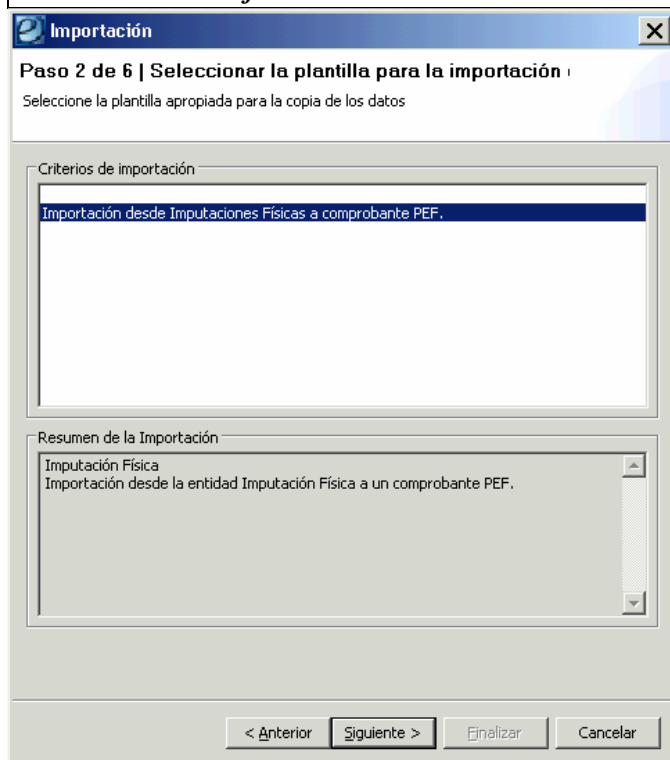 Importación
Paso 2 de 6 | Seleccionar la plantilla para la importación
Seleccione la plantilla apropiada para la copia de los datos
Criterios de importación
Importación desde Imputaciones Físicas a comprobante PEF.
Resumen de la Importación
Imputación Física
Importación desde la entidad Imputación Física a un comprobante PEF.
< Anterior Siguiente > Finalizar Cancelar